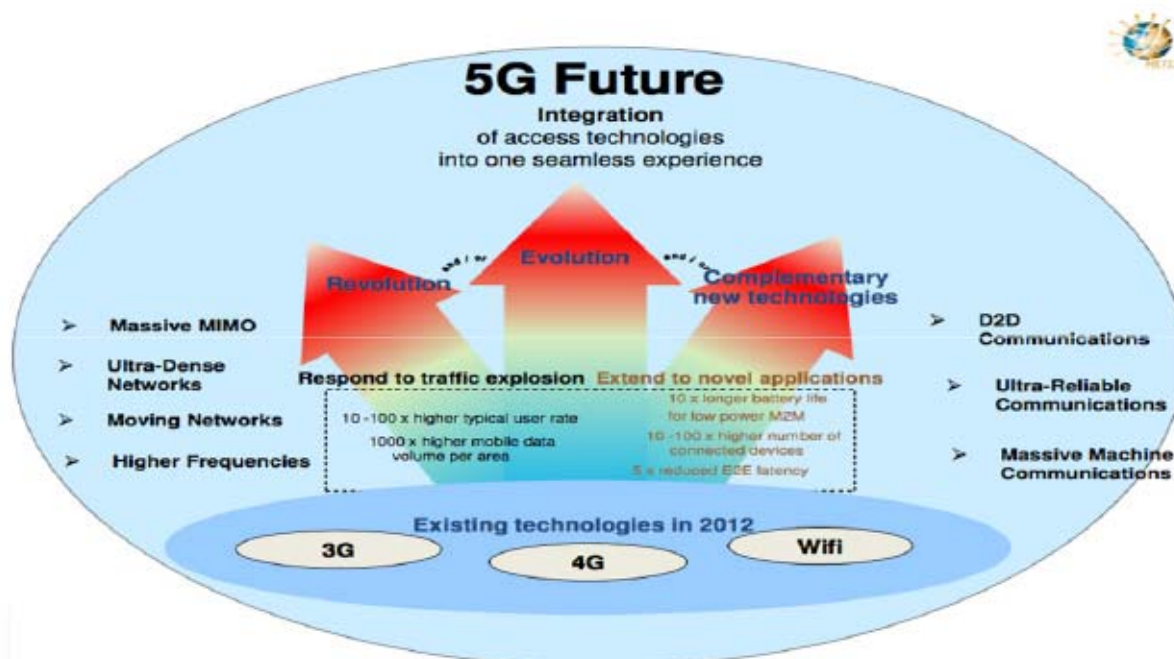 5G Future
Integration
of access technologies
into one seamless experience
Revolution
and / or
Evolution
and / or
Complementary
new technologies
➢ Massive MIMO
➢ Ultra-Dense
Networks
➢ Moving Networks
➢ Higher Frequencies
Respond to traffic explosion
10 -100 x higher typical user rate
1000 x higher mobile data
volume per area
Extend to novel applications
10 x longer battery life
for low power M2M
10 -100 x higher number of
connected devices
5 x reduced E2E latency
➢ D2D
Communications
➢ Ultra-Reliable
Communications
➢ Massive Machine
Communications
Existing technologies in 2012
3G
4G
Wifi